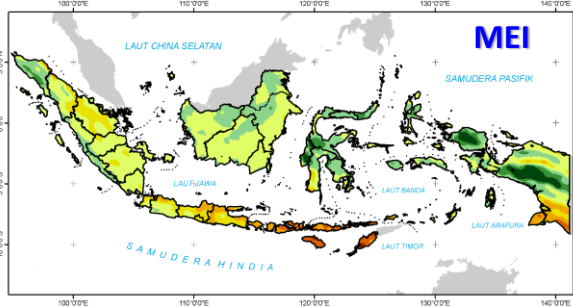 100°0'0"E 110°0'0"E 120°0'0"E 130°0'0"E 140°0'0"E
MEI
LAUT CHINA SELATAN
SAMUDERA PASIFIK
LAUT JAWA
LAUT BANDA
LAUT ARAFURA
LAUT TIMOR
SAMUDERA HINDIA
100°0'0"E 110°0'0"E 120°0'0"E 130°0'0"E 140°0'0"E